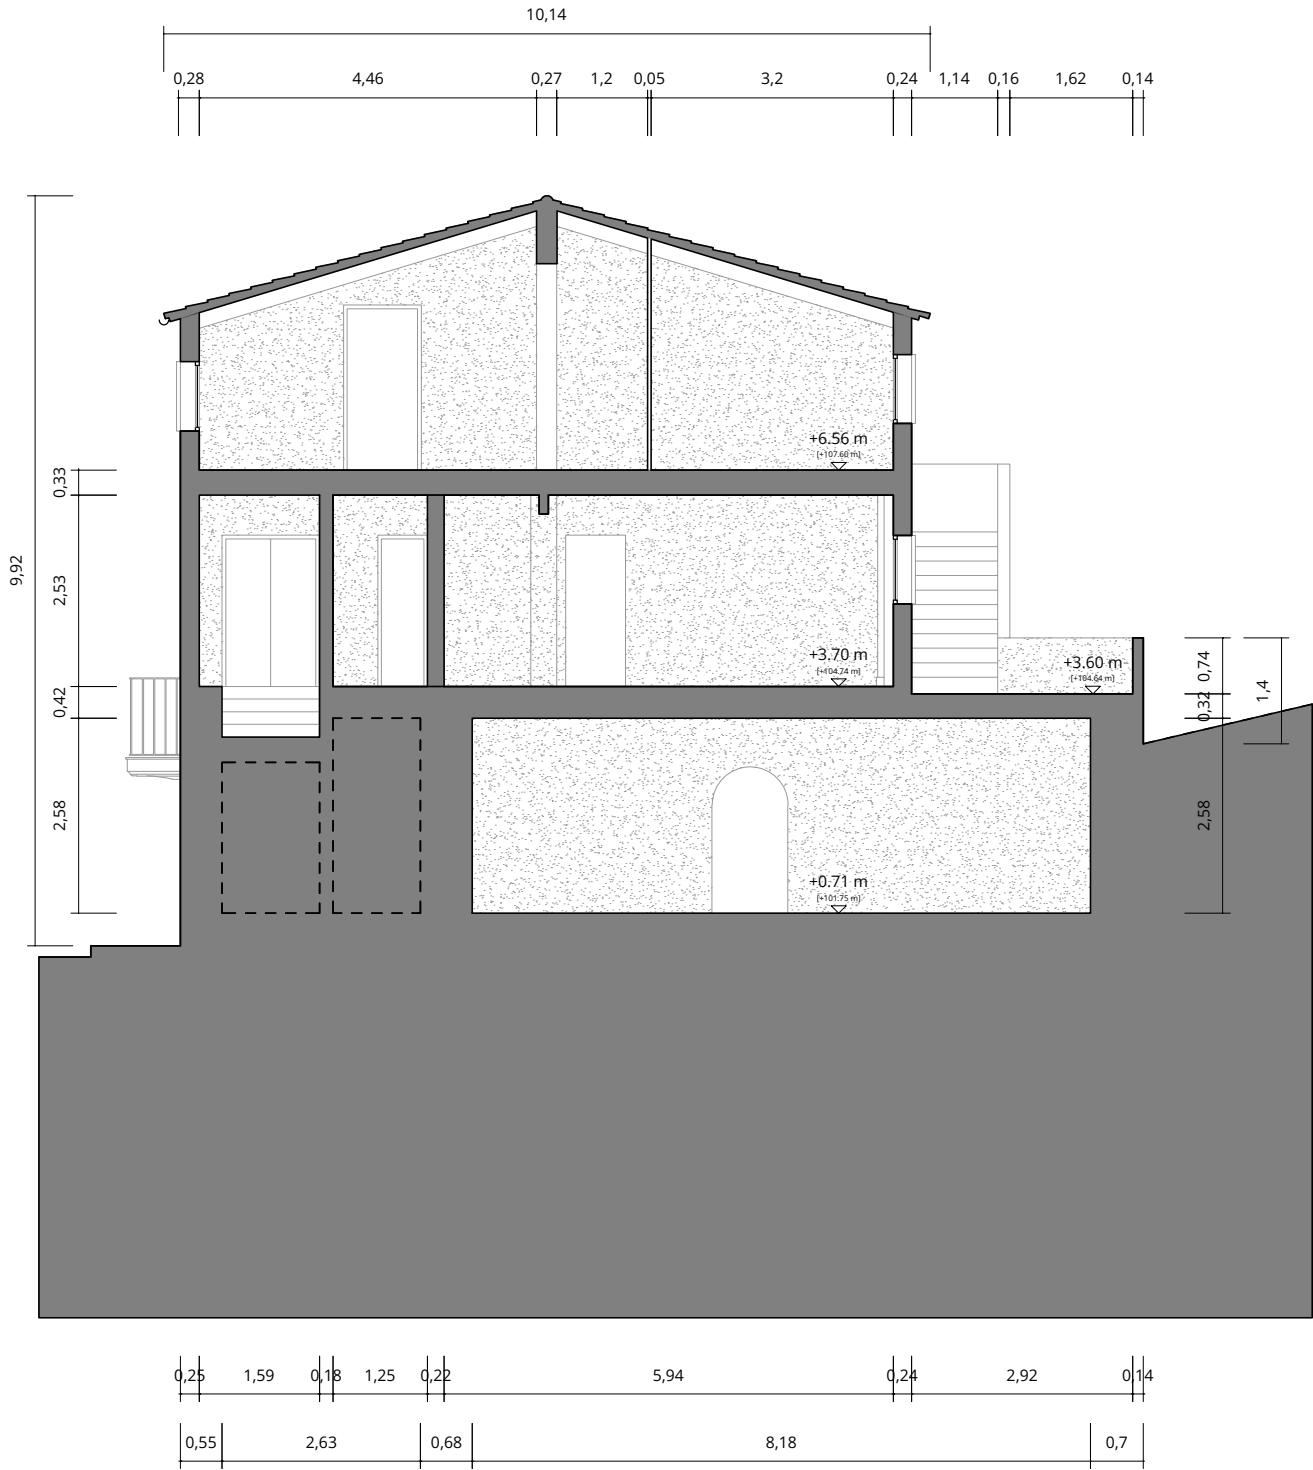 10,14
0,28 4,46 0,27 1,2 0,05 3,2 0,24 1,14 0,16 1,62 0,14
+6.56 m
[+107.60 m]
0,33
9,92
2,53
+3.70 m
[+104.74 m]
+3.60 m
[+104.64 m]
0,74
0,32
1,4
0,42
2,58
2,58
+0.71 m
[+101.75 m]
0,25 1,59 0,18 1,25 0,22 5,94 0,24 2,92 0,14
0,55 2,63 0,68 8,18 0,7